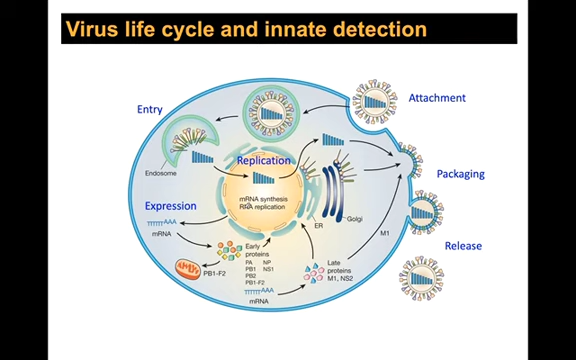 Virus life cycle and innate detection
Attachment
Entry
Endosome
Replication
mRNA synthesis
RNA replication
Packaging
Expression
AAA
mRNA
ER
Golgi
M1
Release
Early
proteins
PA NP
PB1 NS1
PB2
PB1-F2
PB1-F2
Late
proteins
M1, NS2
AAA
mRNA